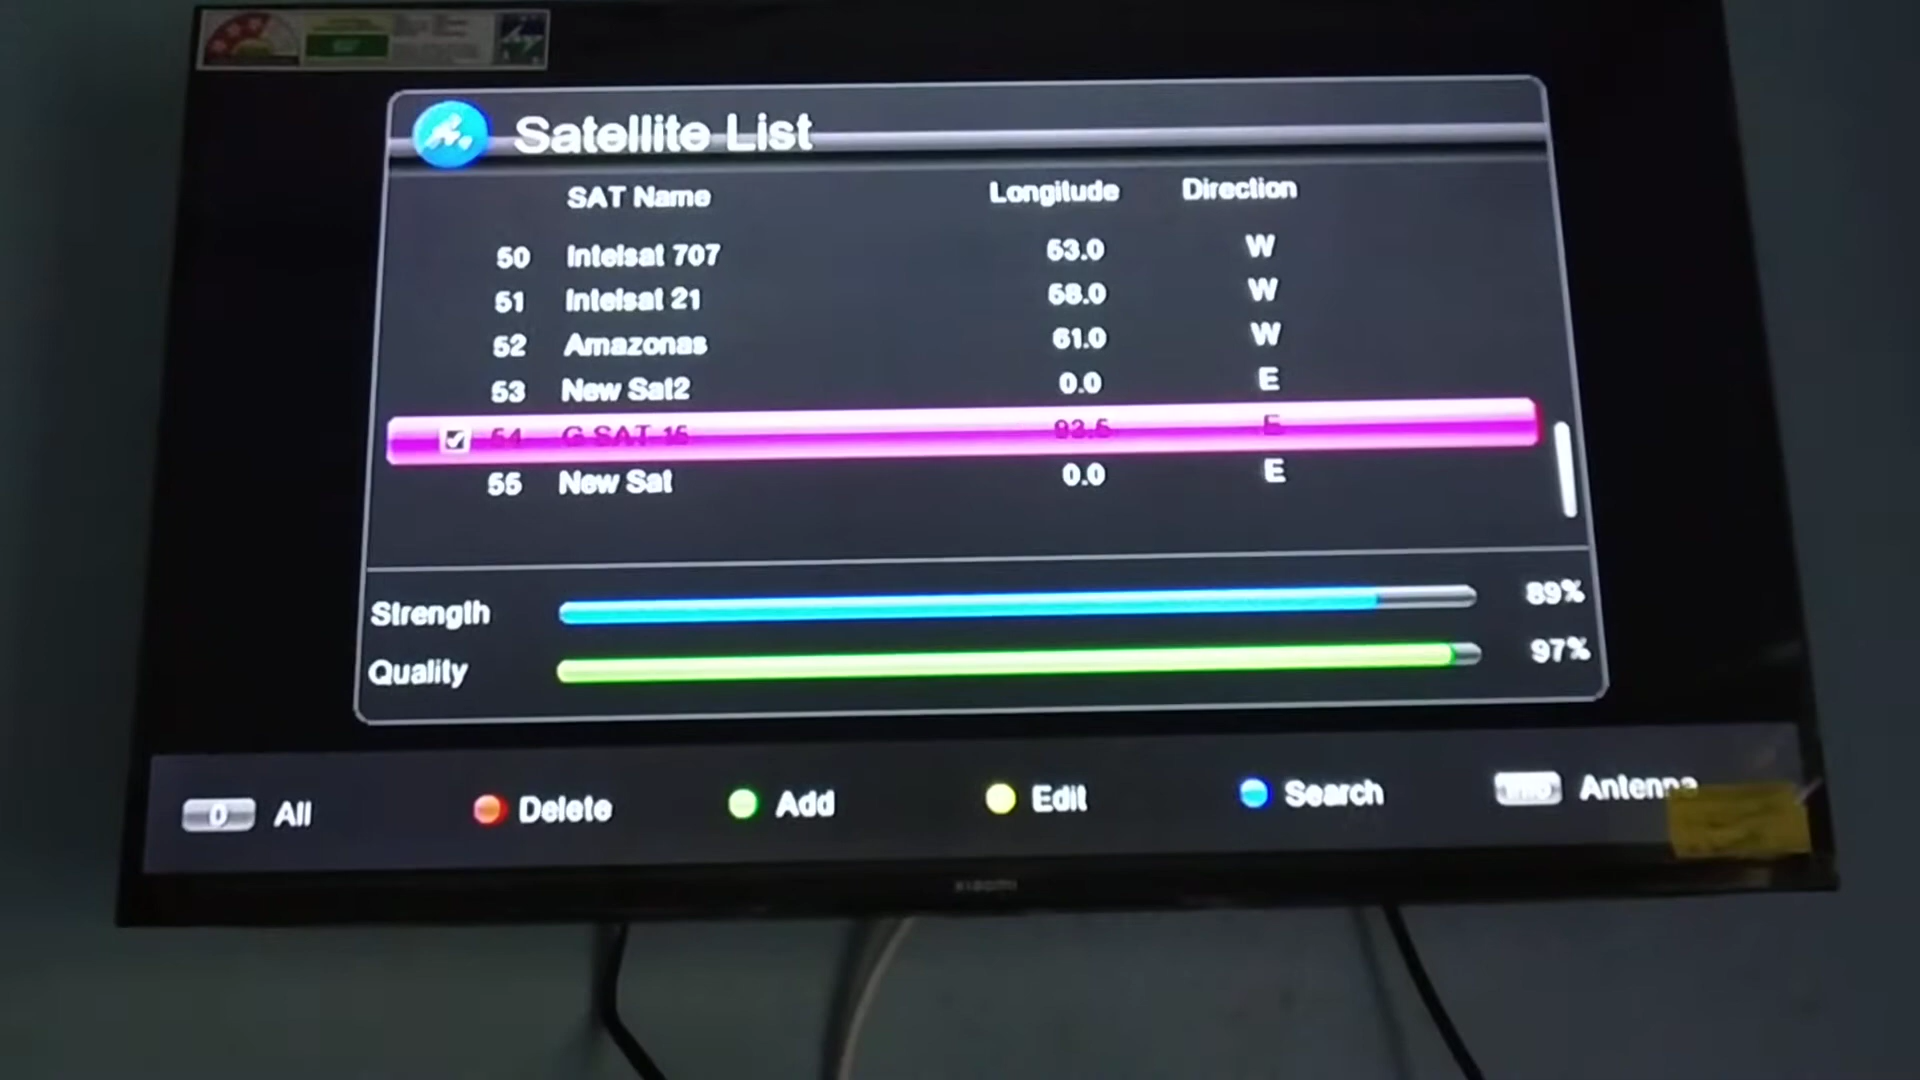 Satellite List
SAT Name Longitude Direction
50 Intelsat 707 53.0 W
51 Intelsat 21 58.0 W
52 Amazonas 61.0 W
53 New Sat2 0.0 E
54 G SAT-15 93.5 E
55 New Sat 0.0 E
Strength 89%
Quality 97%
0 All Delete Add Edit Search Info Antenna
XIAOMI